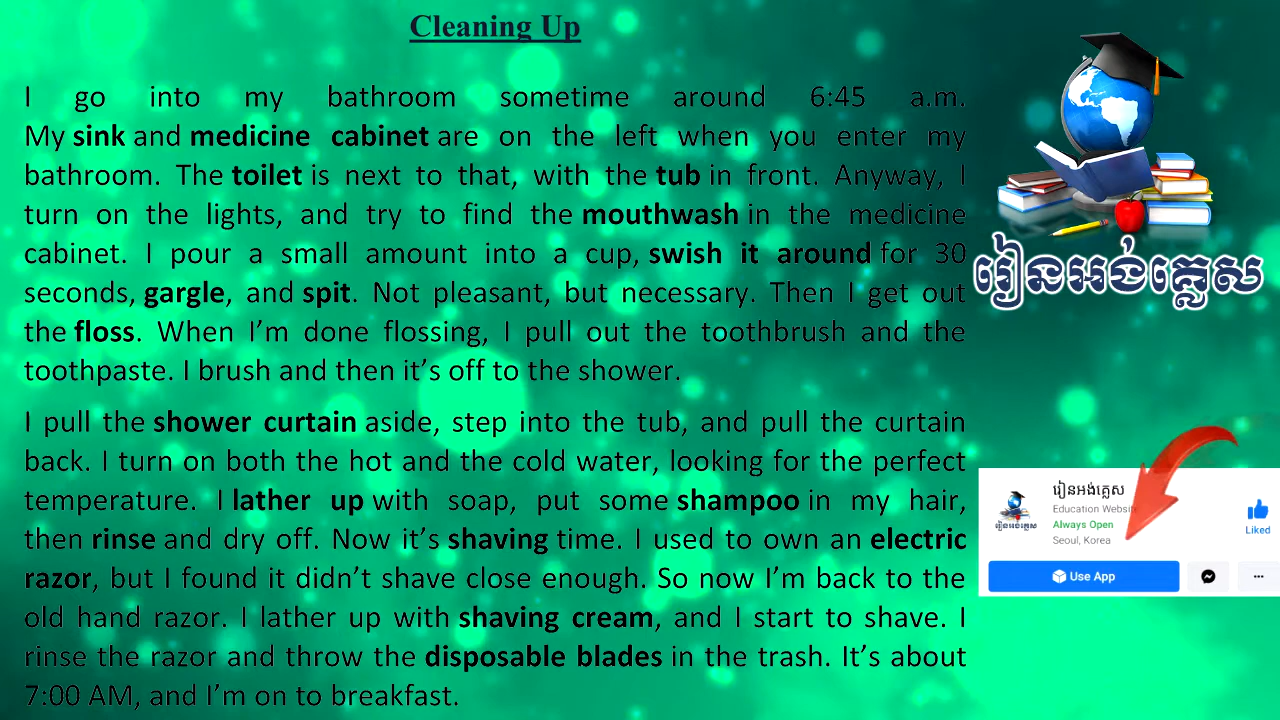 Cleaning Up
I go into my bathroom sometime around 6:45 a.m.
My sink and medicine cabinet are on the left when you enter my
bathroom. The toilet is next to that, with the tub in front. Anyway, I
turn on the lights, and try to find the mouthwash in the medicine
cabinet. I pour a small amount into a cup, swish it around for 30
seconds, gargle, and spit. Not pleasant, but necessary. Then I get out
the floss. When I’m done flossing, I pull out the toothbrush and the
toothpaste. I brush and then it’s off to the shower.
I pull the shower curtain aside, step into the tub, and pull the curtain
back. I turn on both the hot and the cold water, looking for the perfect
temperature. I lather up with soap, put some shampoo in my hair,
then rinse and dry off. Now it’s shaving time. I used to own an electric
razor, but I found it didn’t shave close enough. So now I’m back to the
old hand razor. I lather up with shaving cream, and I start to shave. I
rinse the razor and throw the disposable blades in the trash. It’s about
7:00 AM, and I’m on to breakfast.
រៀនអង់គ្លេស
រៀនអង់គ្លេស
រៀនអង់គ្លេស
Education Websit
Always Open
Seoul, Korea
Liked
Use App